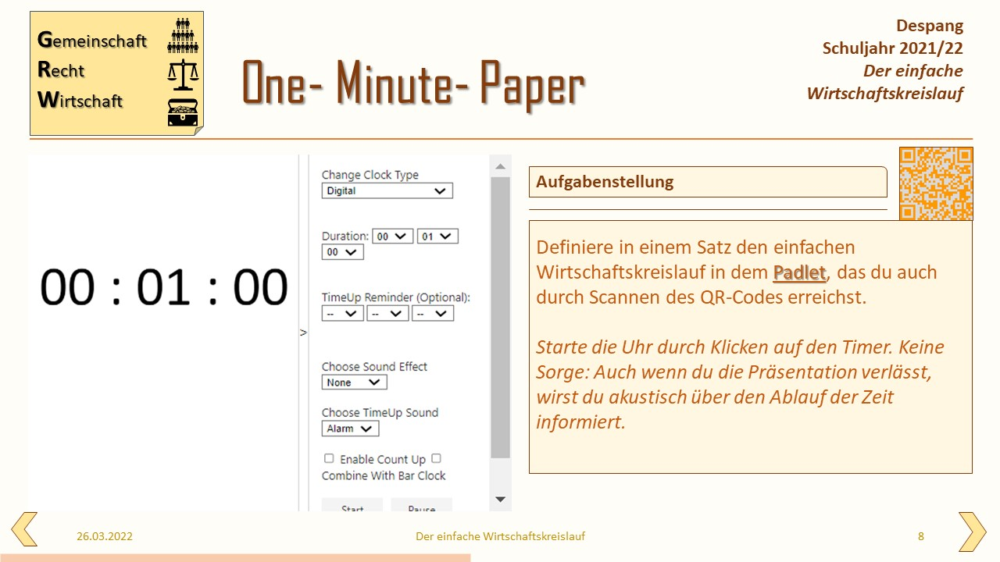 Gemeinschaft
Recht
Wirtschaft
One- Minute- Paper
Despang
Schuljahr 2021/22
Der einfache
Wirtschaftskreislauf
00 : 01 : 00
>
Change Clock Type
Digital
Duration: 00 01
00
TimeUp Reminder (Optional):
-- -- --
Choose Sound Effect
None
Choose TimeUp Sound
Alarm
Enable Count Up
Combine With Bar Clock
Start Pause
Aufgabenstellung
Definiere in einem Satz den einfachen
Wirtschaftskreislauf in dem Padlet, das du auch
durch Scannen des QR-Codes erreichst.
Starte die Uhr durch Klicken auf den Timer. Keine
Sorge: Auch wenn du die Präsentation verlässt,
wirst du akustisch über den Ablauf der Zeit
informiert.
26.03.2022
Der einfache Wirtschaftskreislauf
8